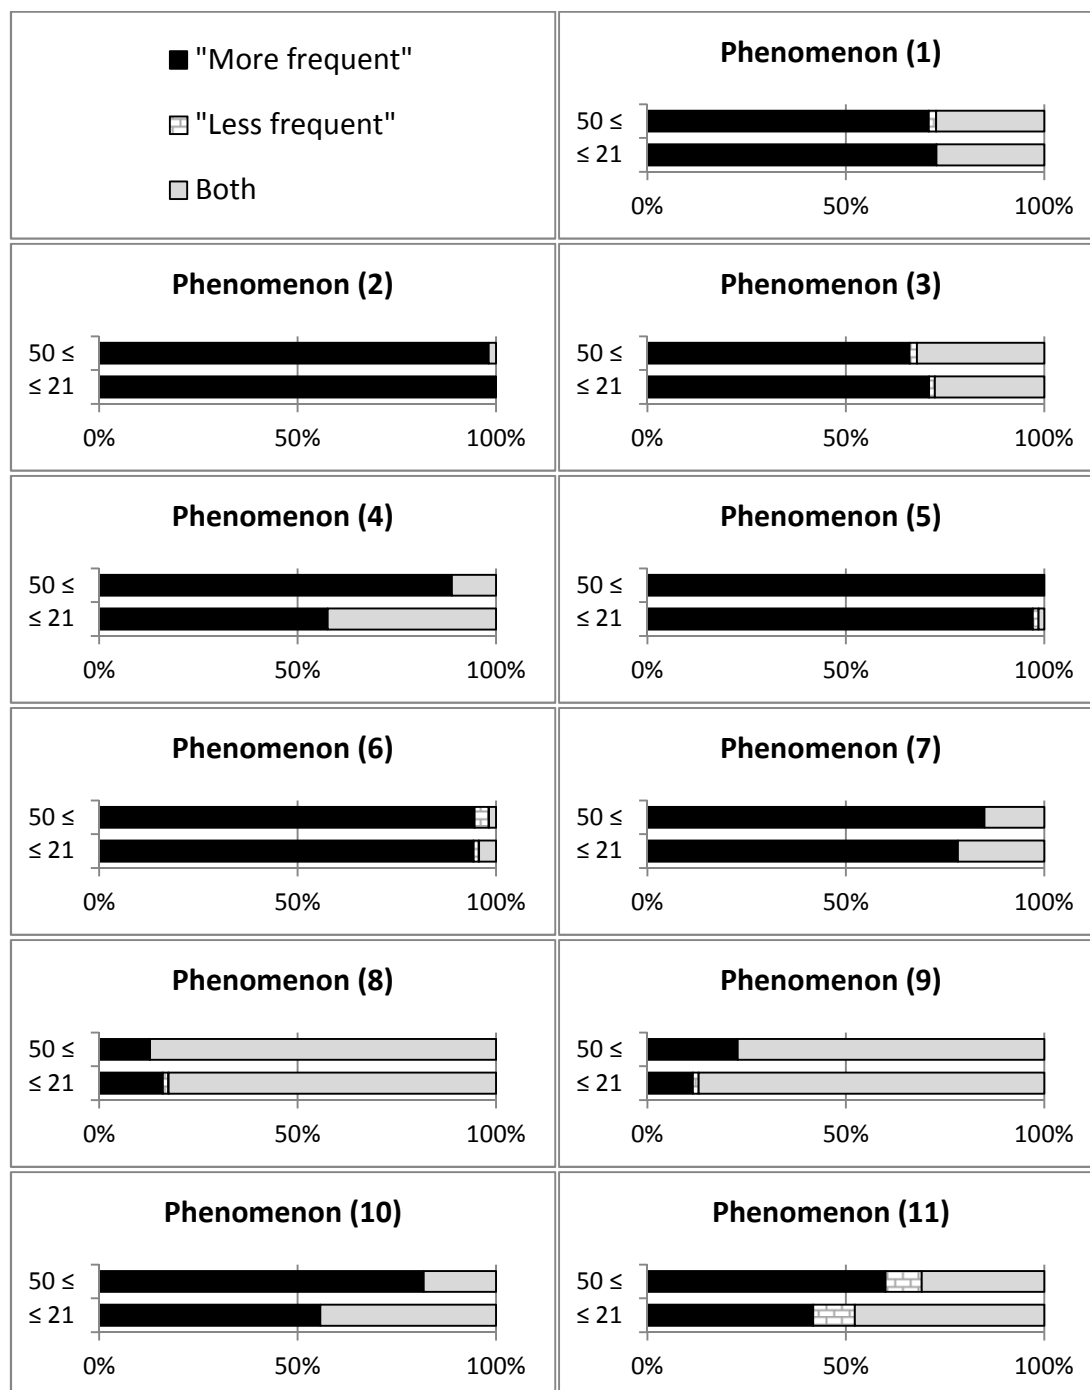 "More frequent"
"Less frequent"
Both
Phenomenon (1)
50 ≤
≤ 21
0% 50% 100%
Phenomenon (2)
50 ≤
≤ 21
0% 50% 100%
Phenomenon (3)
50 ≤
≤ 21
0% 50% 100%
Phenomenon (4)
50 ≤
≤ 21
0% 50% 100%
Phenomenon (5)
50 ≤
≤ 21
0% 50% 100%
Phenomenon (6)
50 ≤
≤ 21
0% 50% 100%
Phenomenon (7)
50 ≤
≤ 21
0% 50% 100%
Phenomenon (8)
50 ≤
≤ 21
0% 50% 100%
Phenomenon (9)
50 ≤
≤ 21
0% 50% 100%
Phenomenon (10)
50 ≤
≤ 21
0% 50% 100%
Phenomenon (11)
50 ≤
≤ 21
0% 50% 100%